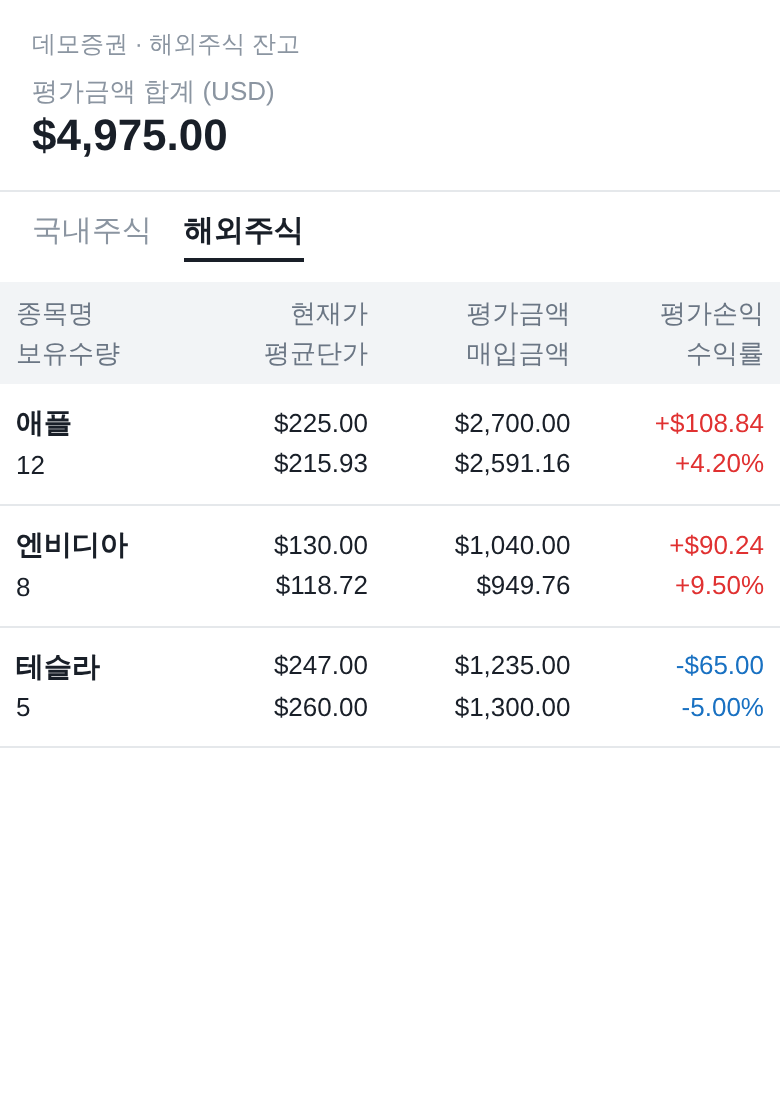 데모증권 · 해외주식 잔고
평가금액 합계 (USD)
$4,975.00
국내주식 해외주식
종목명 현재가 평가금액 평가손익
보유수량 평균단가 매입금액 수익률
애플 $225.00 $2,700.00 +$108.84
12 $215.93 $2,591.16 +4.20%
엔비디아 $130.00 $1,040.00 +$90.24
8 $118.72 $949.76 +9.50%
테슬라 $247.00 $1,235.00 -$65.00
5 $260.00 $1,300.00 -5.00%